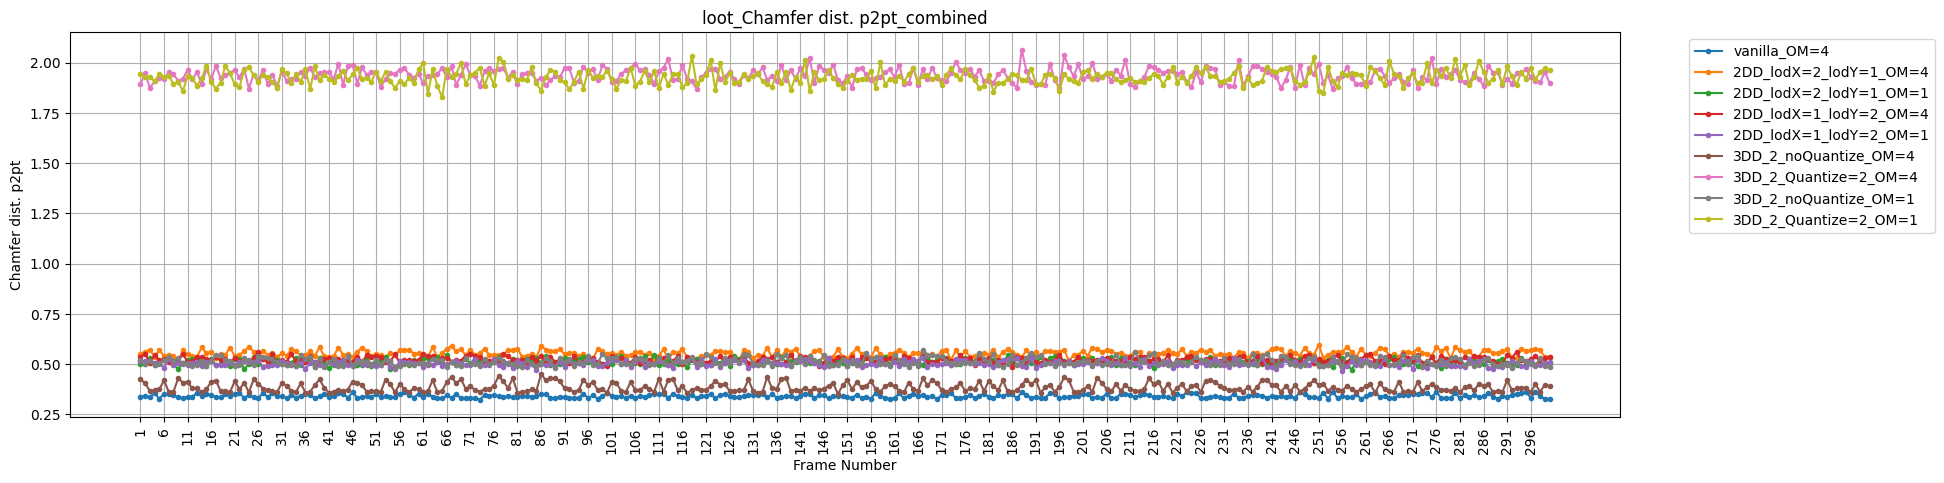 loot_Chamfer dist. p2pt_combined
Chamfer dist. p2pt
2.00
1.75
1.50
1.25
1.00
0.75
0.50
0.25
1 6 11 16 21 26 31 36 41 46 51 56 61 66 71 76 81 86 91 96 101 106 111 116 121 126 131 136 141 146 151 156 161 166 171 176 181 186 191 196 201 206 211 216 221 226 231 236 241 246 251 256 261 266 271 276 281 286 291 296
Frame Number
vanilla_OM=4
2DD_lodX=2_lodY=1_OM=4
2DD_lodX=2_lodY=1_OM=1
2DD_lodX=1_lodY=2_OM=4
2DD_lodX=1_lodY=2_OM=1
3DD_2_noQuantize_OM=4
3DD_2_Quantize=2_OM=4
3DD_2_noQuantize_OM=1
3DD_2_Quantize=2_OM=1